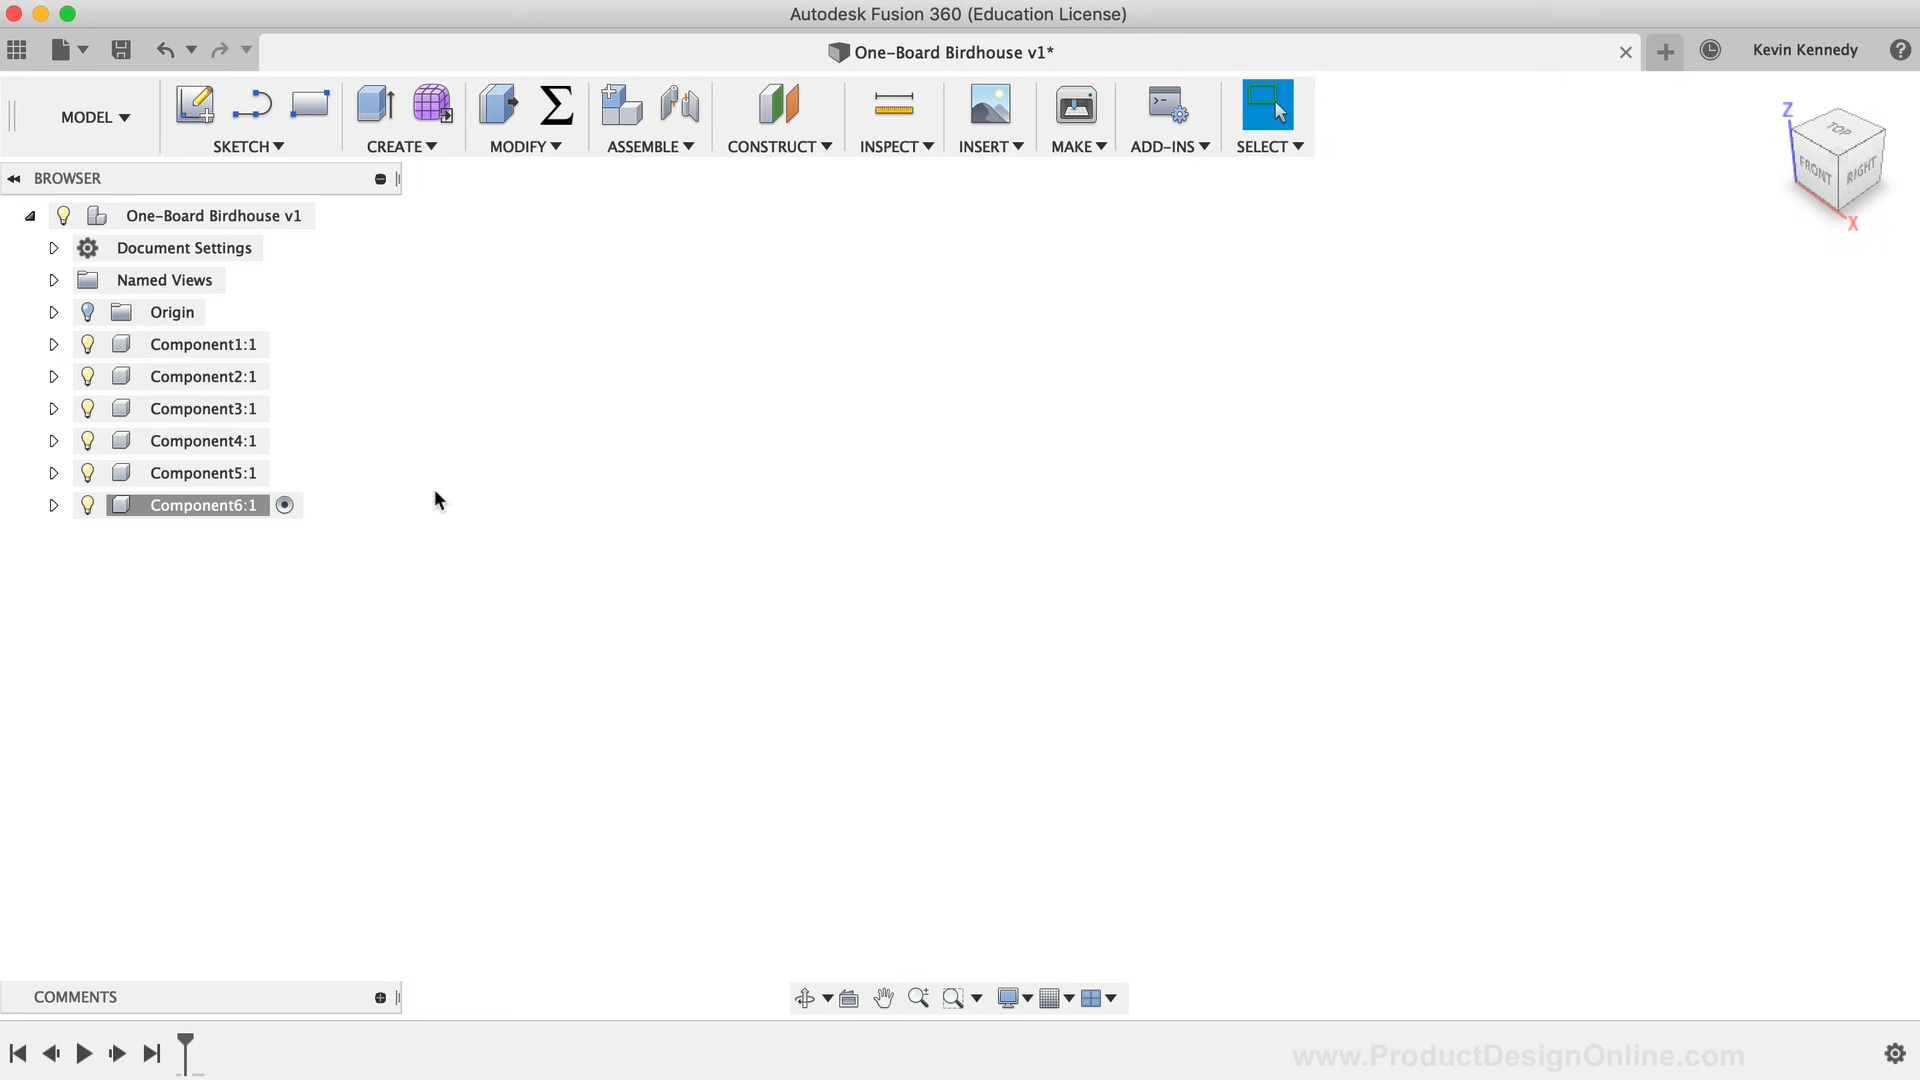 Autodesk Fusion 360 (Education License)
One-Board Birdhouse v1*
Kevin Kennedy
MODEL
SKETCH
CREATE
MODIFY
ASSEMBLE
CONSTRUCT
INSPECT
INSERT
MAKE
ADD-INS
SELECT
Z
TOP
FRONT
RIGHT
X
BROWSER
One-Board Birdhouse v1
Document Settings
Named Views
Origin
Component1:1
Component2:1
Component3:1
Component4:1
Component5:1
Component6:1
COMMENTS
www.ProductDesignOnline.com